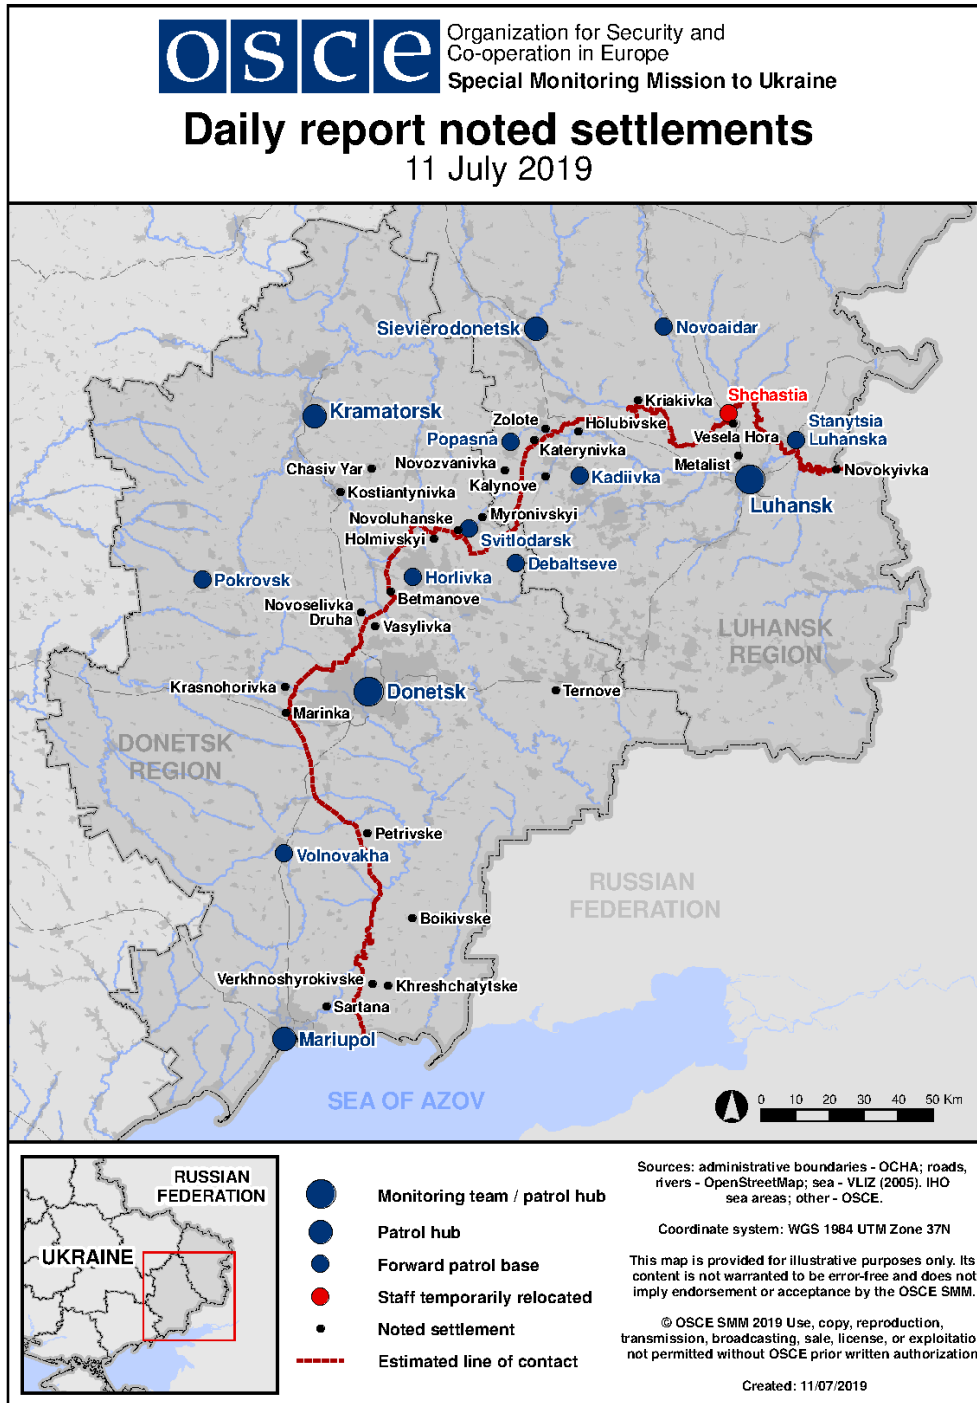 osce
Organization for Security and
Co-operation in Europe
Special Monitoring Mission to Ukraine
Daily report noted settlements
11 July 2019
Sievierodonetsk
Novoaidar
Kriakivka
Shchastia
Kramatorsk
Zolote
Holubivske
Vesela Hora
Stanytsia
Luhanska
Popasna
Katerynivka
Chasiv Yar
Novozvanivka
Kalynove
Kadiivka
Metalist
Novokyivka
Kostiantynivka
Luhansk
Novoluhanske
Myronivskyi
Holmivskyi
Svitlodarsk
Debaltseve
Pokrovsk
Horlivka
Betmanove
Novoselivka
Druha
Vasylivka
LUHANSK
REGION
Krasnohorivka
Donetsk
Ternove
Marinka
DONETSK
REGION
Petrivske
Volnovakha
RUSSIAN
FEDERATION
Boikivske
Verkhnoshyrokivske
Khreshchatytske
Sartana
Mariupol
SEA OF AZOV
0 10 20 30 40 50 Km
RUSSIAN
FEDERATION
UKRAINE
Monitoring team / patrol hub
Patrol hub
Forward patrol base
Staff temporarily relocated
Noted settlement
Estimated line of contact
Sources: administrative boundaries - OCHA; roads,
rivers - OpenStreetMap; sea - VLIZ (2005). IHO
sea areas; other - OSCE.
Coordinate system: WGS 1984 UTM Zone 37N
This map is provided for illustrative purposes only. Its
content is not warranted to be error-free and does not
imply endorsement or acceptance by the OSCE SMM.
© OSCE SMM 2019 Use, copy, reproduction,
transmission, broadcasting, sale, license, or exploitatio
not permitted without OSCE prior written authorization
Created: 11/07/2019